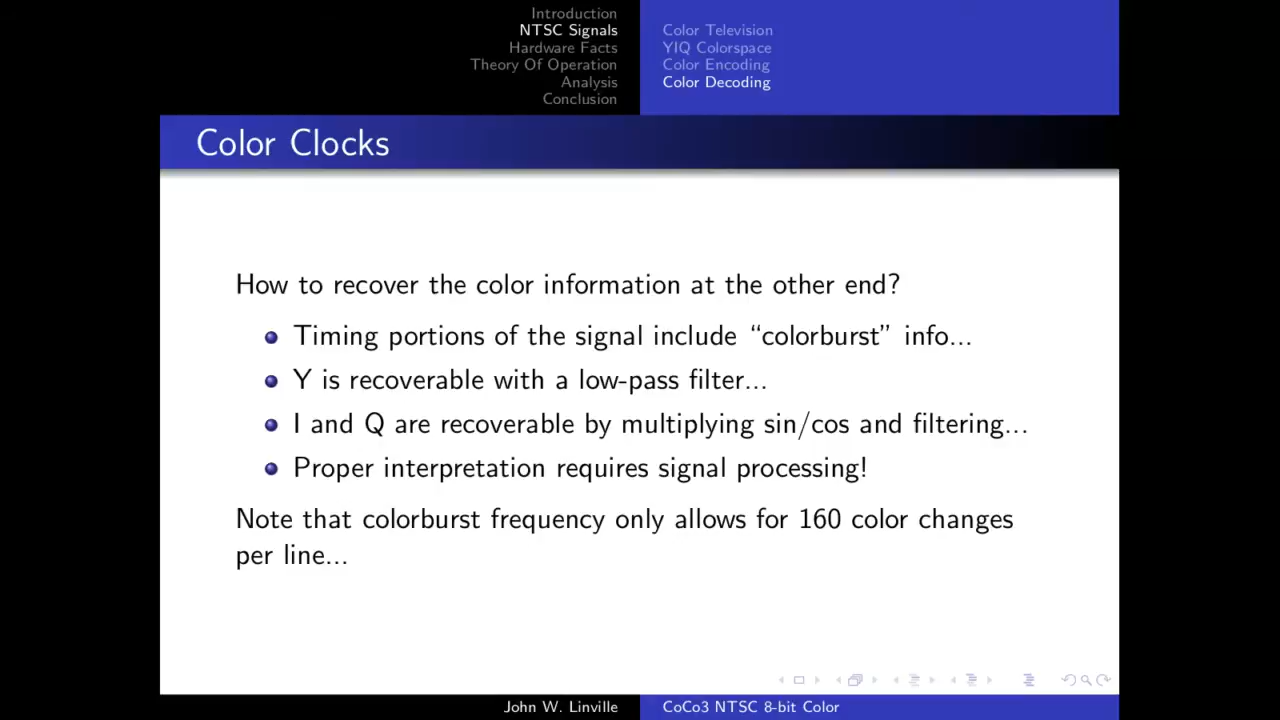 Introduction
NTSC Signals
Hardware Facts
Theory Of Operation
Analysis
Conclusion
Color Television
YIQ Colorspace
Color Encoding
Color Decoding
Color Clocks
How to recover the color information at the other end?
Timing portions of the signal include “colorburst” info...
Y is recoverable with a low-pass filter...
I and Q are recoverable by multiplying sin/cos and filtering...
Proper interpretation requires signal processing!
Note that colorburst frequency only allows for 160 color changes
per line...
John W. Linville
CoCo3 NTSC 8-bit Color